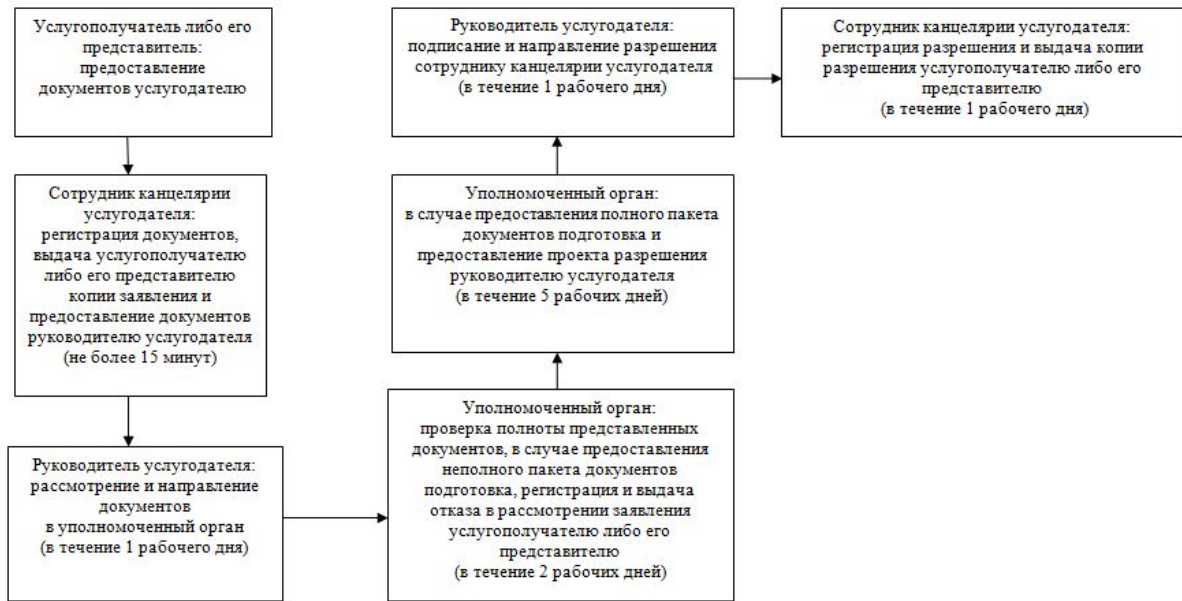 Услугополучатель либо его
представитель:
предоставление
документов услугодателю
Сотрудник канцелярии
услугодателя:
регистрация документов,
выдача услугополучателю
либо его представителю
копии заявления и
предоставление документов
руководителю услугодателя
(не более 15 минут)
Руководитель услугодателя:
рассмотрение и направление
документов
в уполномоченный орган
(в течение 1 рабочего дня)
Уполномоченный орган:
проверка полноты представленных
документов, в случае предоставления
неполного пакета документов
подготовка, регистрация и выдача
отказа в рассмотрении заявления
услугополучателю либо его
представителю
(в течение 2 рабочих дней)
Уполномоченный орган:
в случае предоставления полного пакета
документов подготовка и
предоставление проекта разрешения
руководителю услугодателя
(в течение 5 рабочих дней)
Руководитель услугодателя:
подписание и направление разрешения
сотруднику канцелярии услугодателя
(в течение 1 рабочего дня)
Сотрудник канцелярии услугодателя:
регистрация разрешения и выдача копии
разрешения услугополучателю либо его
представителю
(в течение 1 рабочего дня)